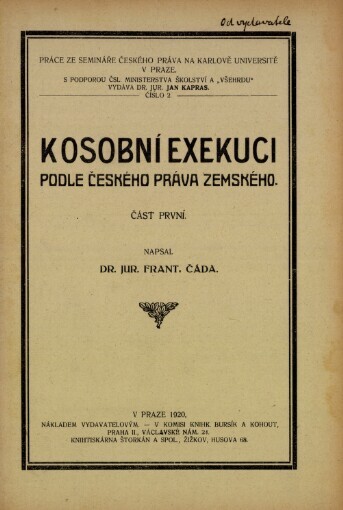 Od vydavatele
PRÁCE ZE SEMINÁŘE ČESKÉHO PRÁVA NA KARLOVĚ UNIVERSITĚ
V PRAZE.
S PODPOROU ČSL. MINISTERSTVA ŠKOLSTVÍ A „VŠEHRDU“
VYDÁVÁ DR. JUR. JAN KAPRAS.
ČÍSLO 2.
K OSOBNÍ EXEKUCI
PODLE ČESKÉHO PRÁVA ZEMSKÉHO.
ČÁST PRVNÍ.
NAPSAL
DR. JUR. FRANT. ČÁDA.
V PRAZE 1920.
NÁKLADEM VYDAVATELOVÝM. – V KOMISI KNIHK. BURSÍK A KOHOUT,
PRAHA II., VÁCLAVSKÉ NÁM. 21.
KNIHTISKÁRNA ŠTORKÁN A SPOL., ŽIŽKOV, HUSOVA 68.